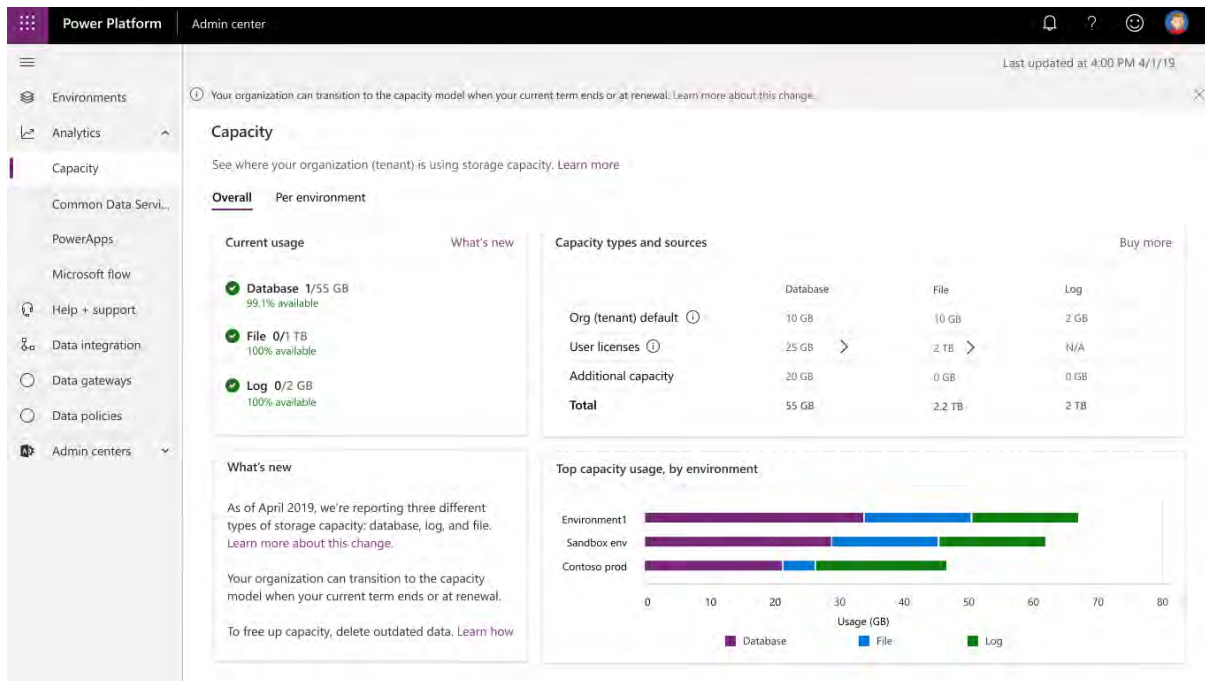 Power Platform
Admin center
Last updated at 4:00 PM 4/1/19
Environments
Analytics
Capacity
Common Data Servi...
PowerApps
Microsoft flow
Help + support
Data integration
Data gateways
Data policies
Admin centers
Your organization can transition to the capacity model when your current term ends or at renewal. Learn more about this change.
Capacity
See where your organization (tenant) is using storage capacity. Learn more
Overall Per environment
Current usage What's new
Database 1/55 GB
99.1% available
File 0/1 TB
100% available
Log 0/2 GB
100% available
Capacity types and sources Buy more
Database File Log
Org (tenant) default 10 GB 10 GB 2 GB
User licenses 25 GB 2 TB N/A
Additional capacity 20 GB 0 GB 0 GB
Total 55 GB 2.2 TB 2 TB
What's new
As of April 2019, we're reporting three different
types of storage capacity: database, log, and file.
Learn more about this change.
Your organization can transition to the capacity
model when your current term ends or at renewal.
To free up capacity, delete outdated data. Learn how
Top capacity usage, by environment
Environment1
Sandbox env
Contoso prod
0 10 20 30 40 50 60 70 80
Usage (GB)
Database File Log